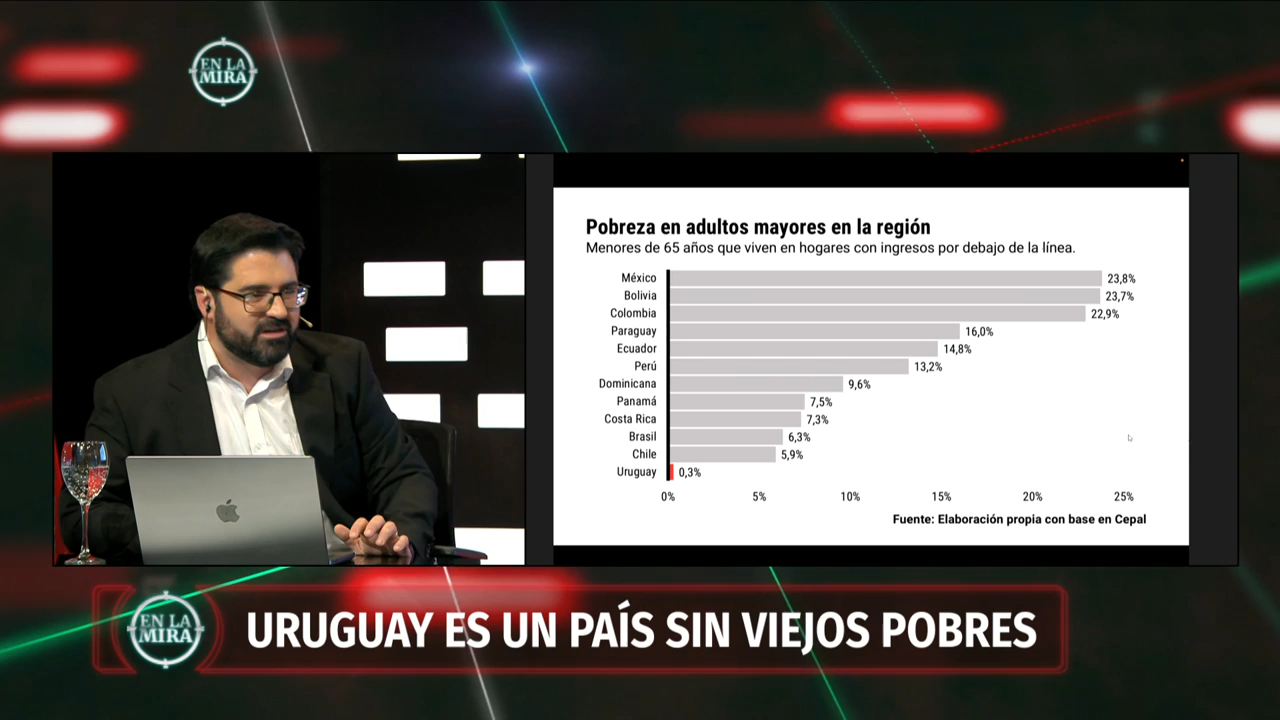 EN LA
MIRA
Pobreza en adultos mayores en la región
Menores de 65 años que viven en hogares con ingresos por debajo de la línea.
México 23,8%
Bolivia 23,7%
Colombia 22,9%
Paraguay 16,0%
Ecuador 14,8%
Perú 13,2%
Dominicana 9,6%
Panamá 7,5%
Costa Rica 7,3%
Brasil 6,3%
Chile 5,9%
Uruguay 0,3%
0% 5% 10% 15% 20% 25%
Fuente: Elaboración propia con base en Cepal
EN LA
MIRA
URUGUAY ES UN PAÍS SIN VIEJOS POBRES